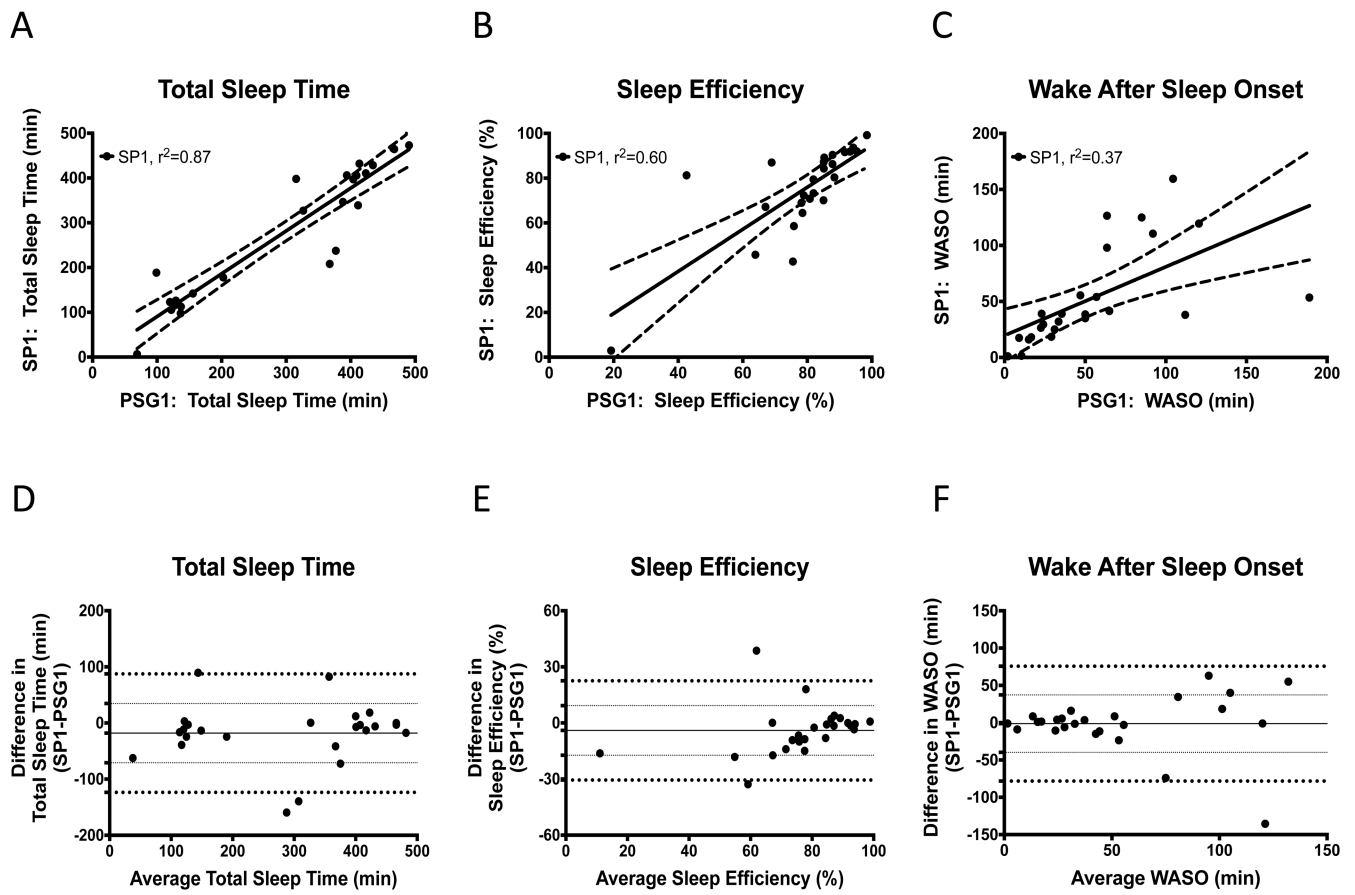 A
B
C
Total Sleep Time
Sleep Efficiency
Wake After Sleep Onset
SP1: Total Sleep Time (min)
500
400
300
200
100
0
SP1, r²=0.87
0 100 200 300 400 500
PSG1: Total Sleep Time (min)
SP1: Sleep Efficiency (%)
100
80
60
40
20
0
SP1, r²=0.60
0 20 40 60 80 100
PSG1: Sleep Efficiency (%)
SP1: WASO (min)
200
150
100
50
0
SP1, r²=0.37
0 50 100 150 200
PSG1: WASO (min)
D
E
F
Total Sleep Time
Sleep Efficiency
Wake After Sleep Onset
Difference in
Total Sleep Time (min)
(SP1-PSG1)
200
100
0
-100
-200
0 100 200 300 400 500
Average Total Sleep Time (min)
Difference in
Sleep Efficiency (%)
(SP1-PSG1)
60
30
0
-30
-60
0 20 40 60 80 100
Average Sleep Efficiency (%)
Difference in WASO (min)
(SP1-PSG1)
150
100
50
0
-50
-100
-150
0 50 100 150
Average WASO (min)